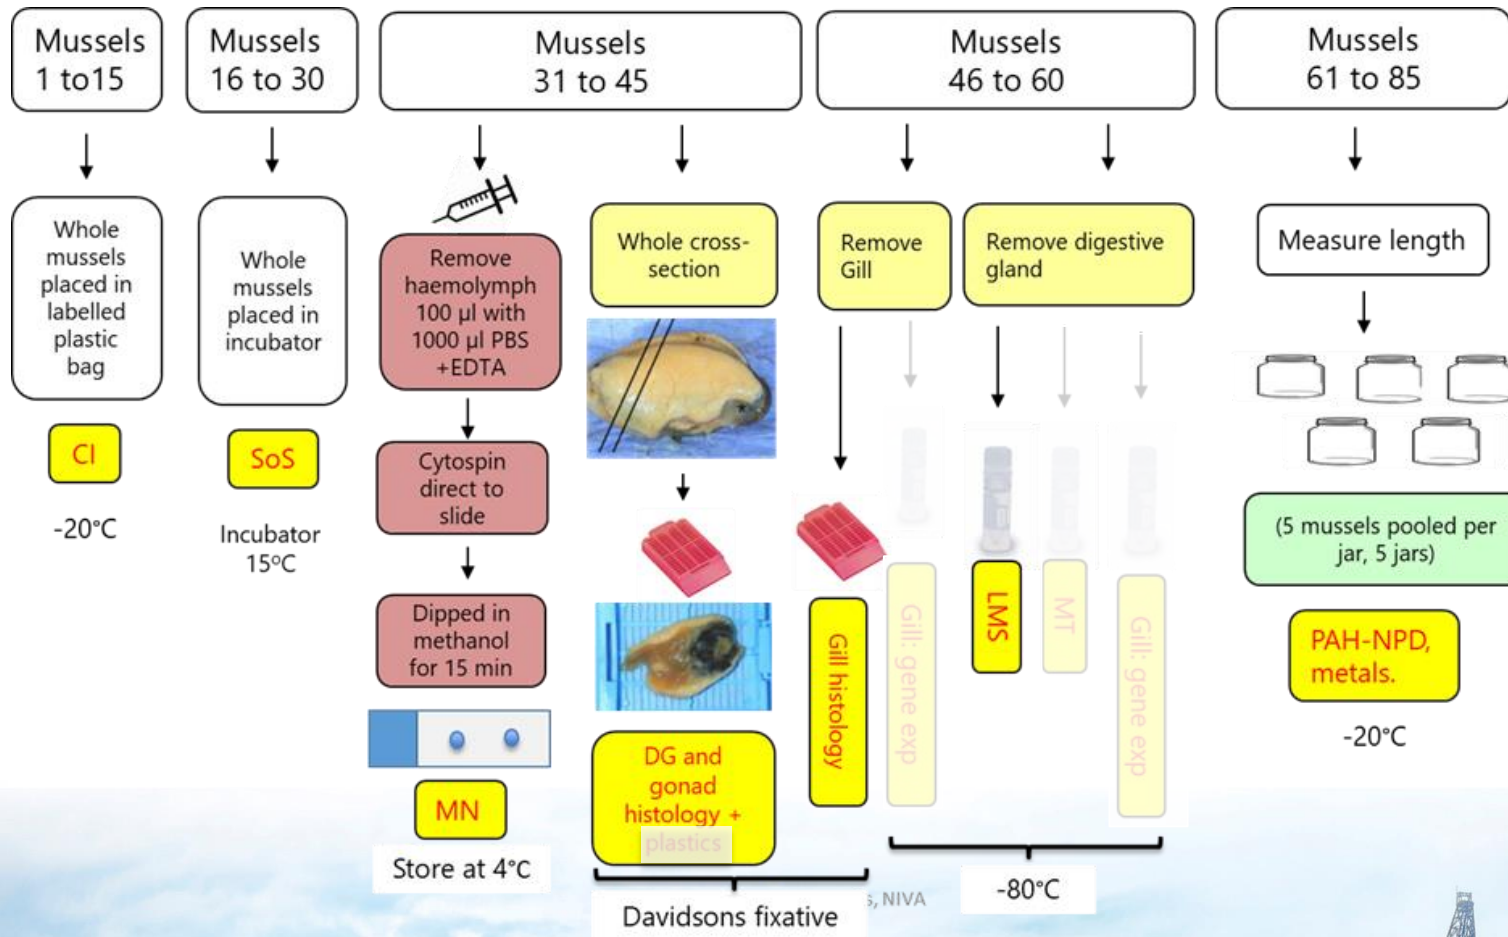 Mussels
1 to15
Mussels
16 to 30
Mussels
31 to 45
Mussels
46 to 60
Mussels
61 to 85
Whole
mussels
placed in
labelled
plastic
bag
CI
-20°C
Whole
mussels
placed in
incubator
SoS
Incubator
15ºC
Remove
haemolymph
100 µl with
1000 µl PBS
+EDTA
Cytospin
direct to
slide
Dipped in
methanol
for 15 min
MN
Store at 4°C
Whole cross-
section
DG and
gonad
histology +
plastics
Davidsons fixative
Remove
Gill
Gill histology
Gill: gene exp
Remove digestive
gland
LMS
MT
Gill: gene exp
-80°C
s, NIVA
Measure length
(5 mussels pooled per
jar, 5 jars)
PAH-NPD,
metals.
-20°C